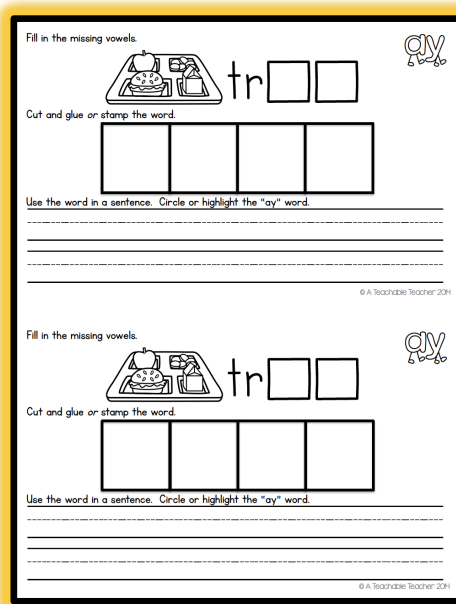 Fill in the missing vowels.
ay
tr
Cut and glue or stamp the word.
Use the word in a sentence. Circle or highlight the "ay" word.
© A Teachable Teacher 2014
Fill in the missing vowels.
ay
tr
Cut and glue or stamp the word.
Use the word in a sentence. Circle or highlight the "ay" word.
© A Teachable Teacher 2014